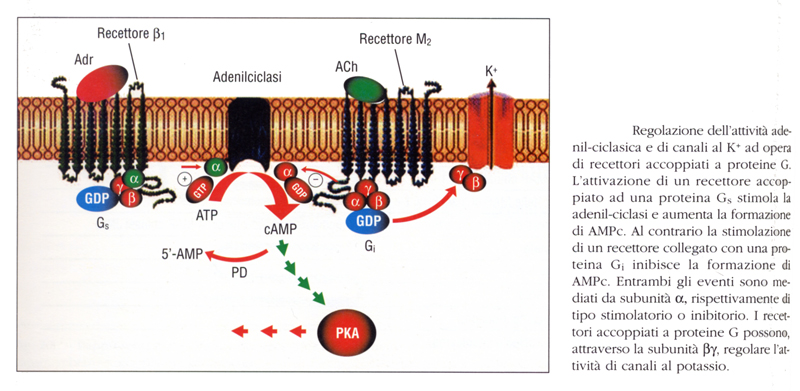 Recettore β1
Recettore M2
Adr
Adenilciclasi
ACh
K+
α
α
+
GTP
α
GDP
−
γ
β
GDP
γ
β
α
γ
β
GDP
Gs
ATP
cAMP
Gi
5'-AMP
PD
PKA
Regolazione dell'attività ade-
nil-ciclasica e di canali al K+ ad opera
di recettori accoppiati a proteine G.
L'attivazione di un recettore accop-
piato ad una proteina Gs stimola la
adenil-ciclasi e aumenta la formazione
di AMPc. Al contrario la stimolazione
di un recettore collegato con una pro-
teina Gi inibisce la formazione di
AMPc. Entrambi gli eventi sono me-
diati da subunità α, rispettivamente di
tipo stimolatorio o inibitorio. I recet-
tori accoppiati a proteine G possono,
attraverso la subunità βγ, regolare l'at-
tività di canali al potassio.